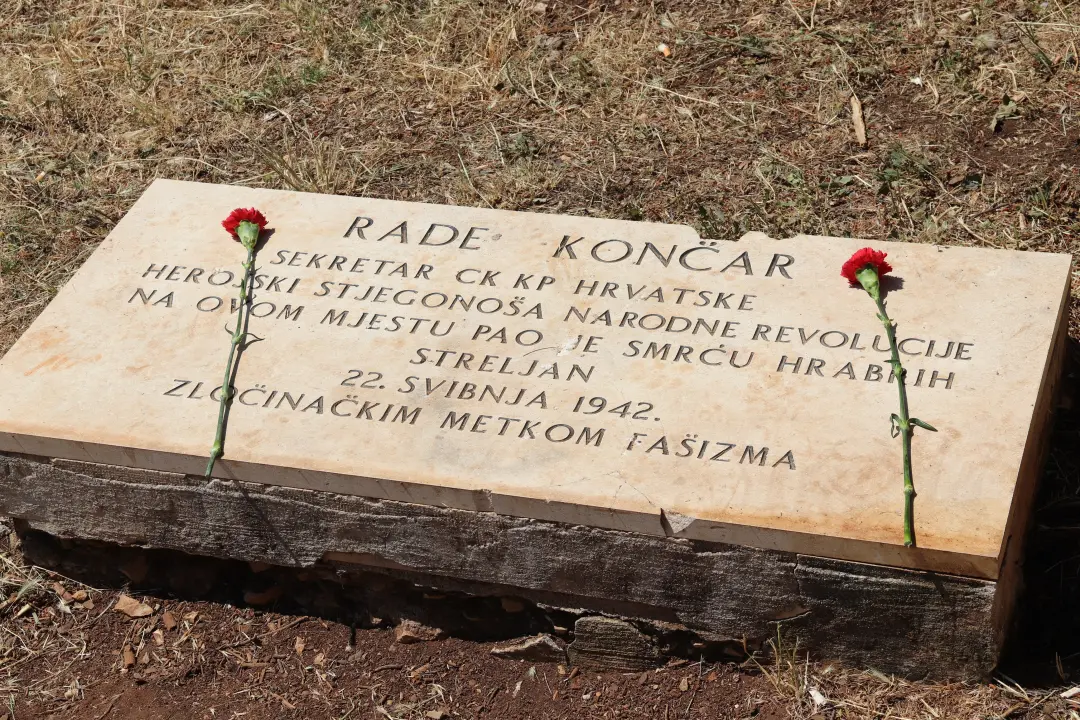 RADE KONČAR
SEKRETAR CK KP HRVATSKE
HEROJSKI STJEGONOŠA NARODNE REVOLUCIJE
NA OVOM MJESTU PAO JE SMRĆU HRABRIH
STRELJAN
22. SVIBNJA 1942.
ZLOČINAČKIM METKOM FAŠIZMA